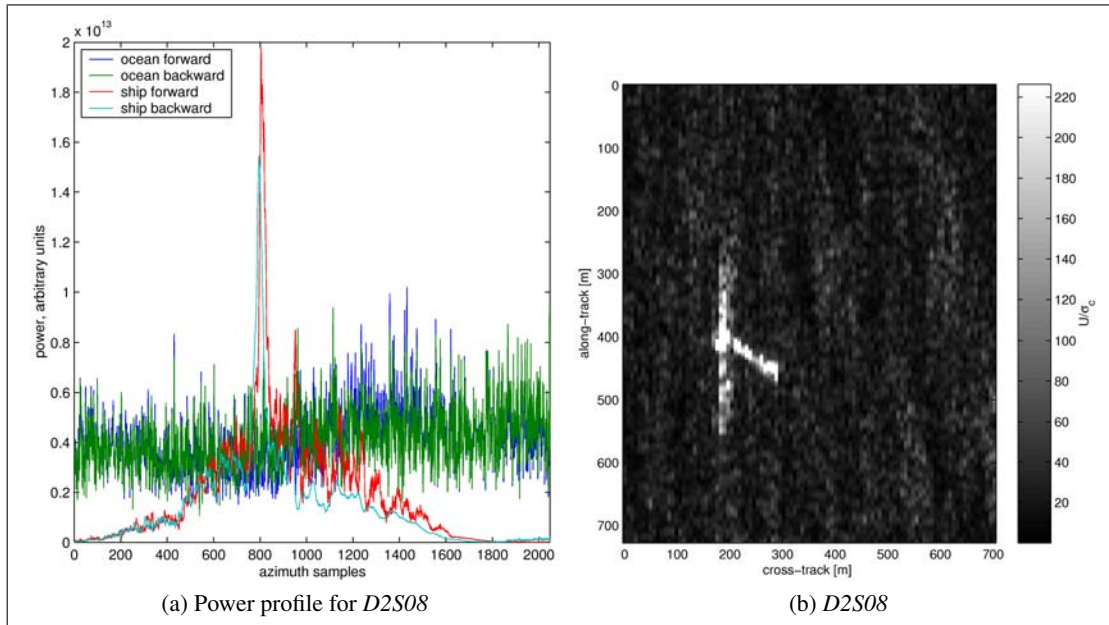 x 10^13
2
1.8
1.6
1.4
1.2
1
0.8
0.6
0.4
0.2
0
power, arbitrary units
ocean forward
ocean backward
ship forward
ship backward
0 200 400 600 800 1000 1200 1400 1600 1800 2000
azimuth samples
(a) Power profile for D2S08
0
100
200
300
400
500
600
700
along-track [m]
0 100 200 300 400 500 600 700
cross-track [m]
220
200
180
160
140
120
100
80
60
40
20
U/σc
(b) D2S08